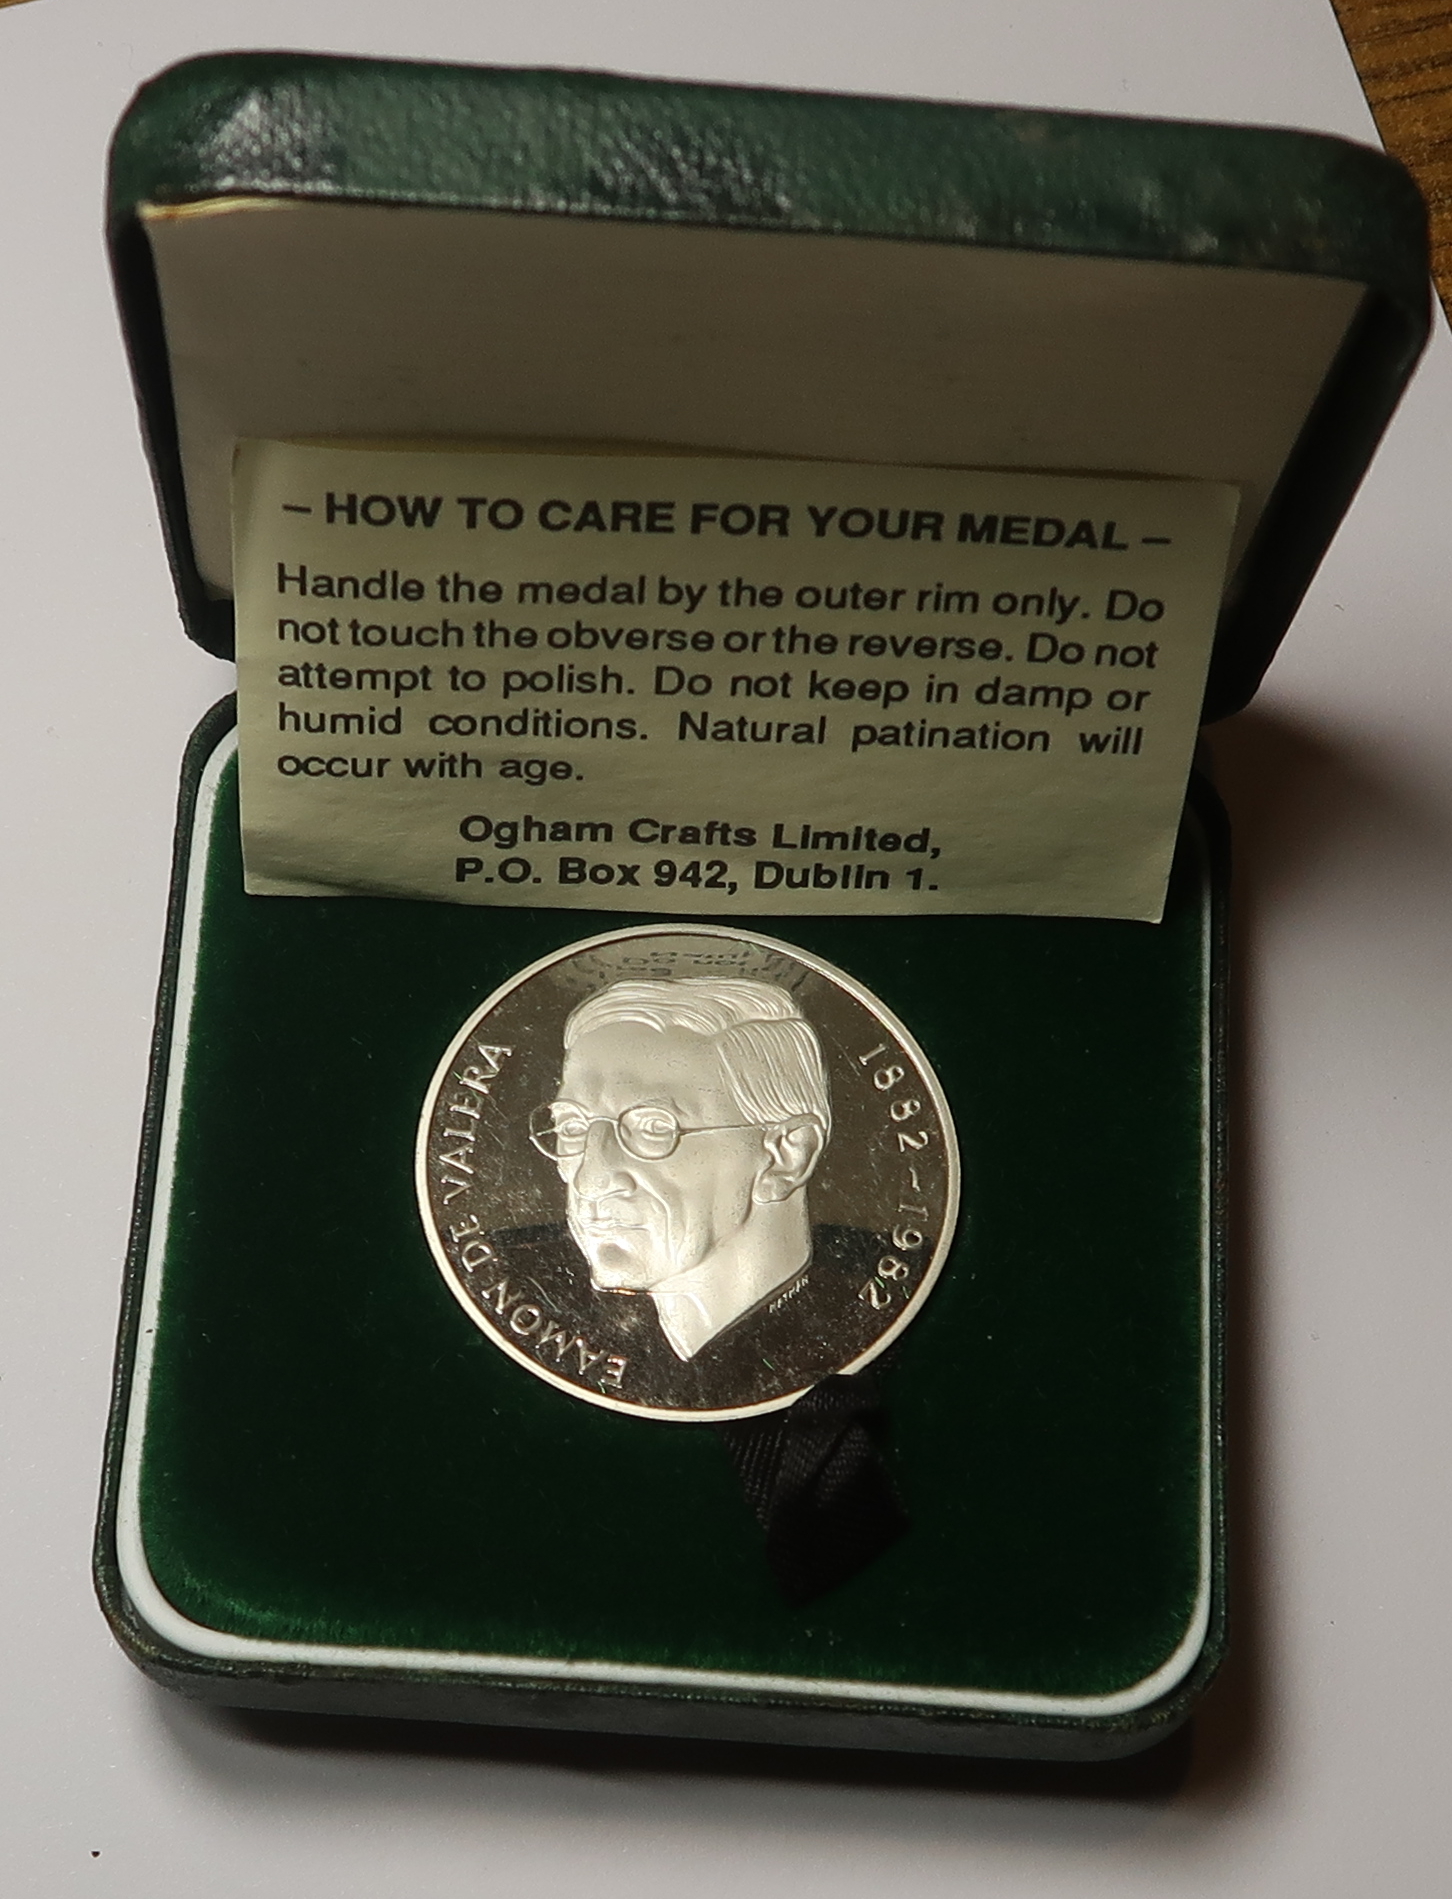 – HOW TO CARE FOR YOUR MEDAL –
Handle the medal by the outer rim only. Do
not touch the obverse or the reverse. Do not
attempt to polish. Do not keep in damp or
humid conditions. Natural patination will
occur with age.
Ogham Crafts Limited,
P.O. Box 942, Dublin 1.
ÉAMON DE VALERA
1882-1982